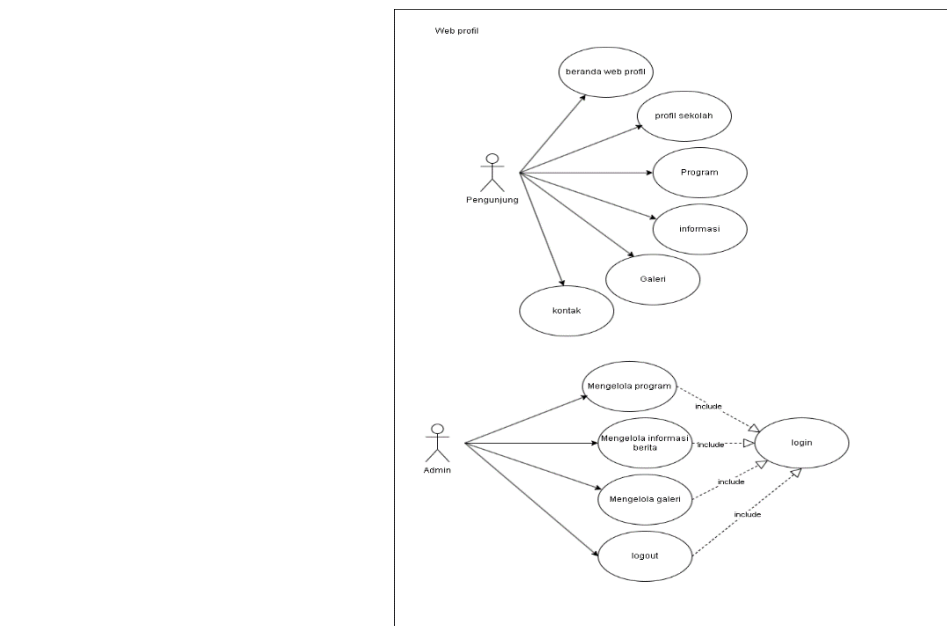 Web profil
beranda web profil
profil sekolah
Program
Pengunjung
informasi
Galeri
kontak
Mengelola program
include
Mengelola informasi
berita
include
login
Admin
include
Mengelola galeri
include
logout